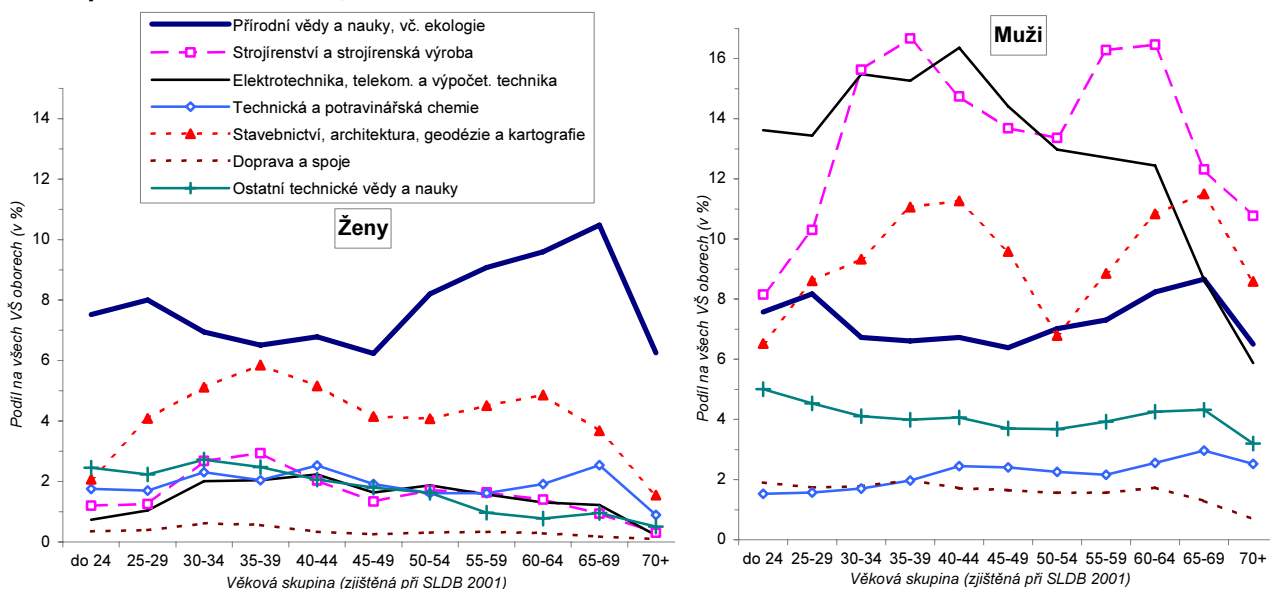 Přírodní vědy a nauky, vč. ekologie
Strojírenství a strojírenská výroba
Elektrotechnika, telekom. a výpočet. technika
Technická a potravinářská chemie
Stavebnictví, architektura, geodézie a kartografie
Doprava a spoje
Ostatní technické vědy a nauky
Ženy
Podíl na všech VŠ oborech (v %)
14
12
10
8
6
4
2
0
do 24 25-29 30-34 35-39 40-44 45-49 50-54 55-59 60-64 65-69 70+
Věková skupina (zjištěná při SLDB 2001)
Muži
Podíl na všech VŠ oborech (v %)
16
14
12
10
8
6
4
2
0
do 24 25-29 30-34 35-39 40-44 45-49 50-54 55-59 60-64 65-69 70+
Věková skupina (zjištěná při SLDB 2001)